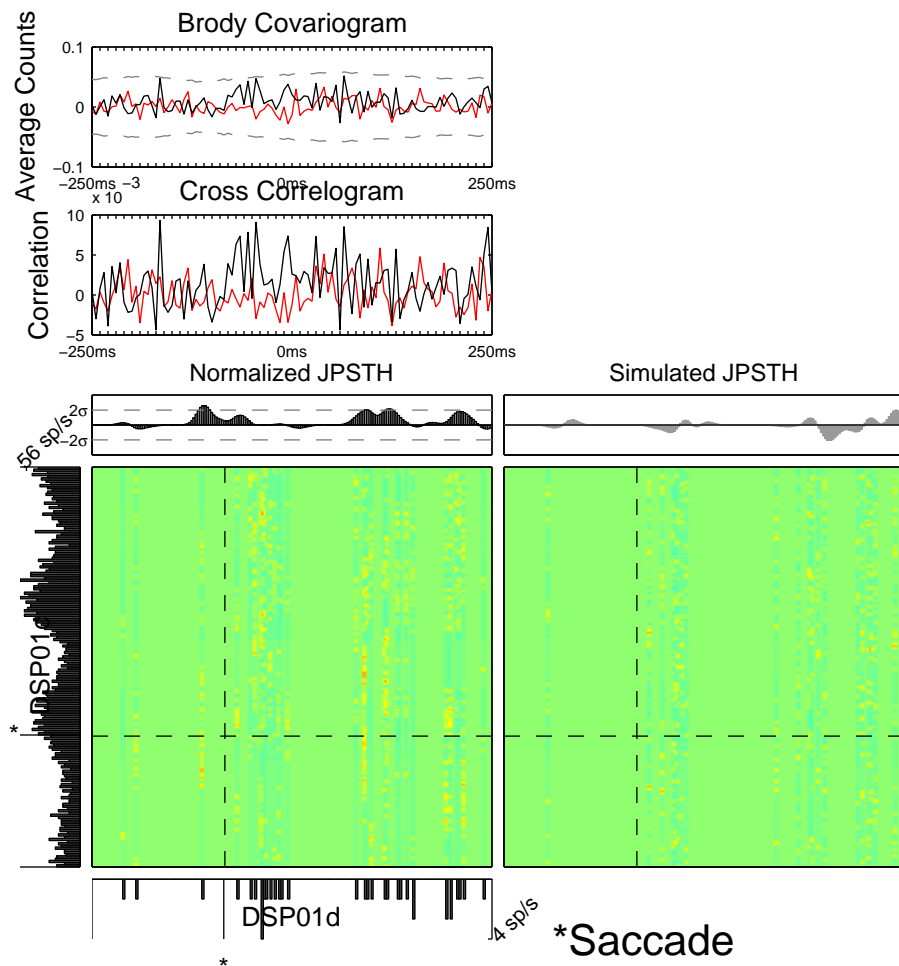 Brody Covariogram
Average Counts
0.1
0
−0.1
−250ms
0ms
250ms
x 10−3
Cross Correlogram
Correlation
10
5
0
−5
−250ms
0ms
250ms
Normalized JPSTH
Simulated JPSTH
2σ
−2σ
56 sp/s
DSP01c
*
DSP01d
4 sp/s
*
*Saccade